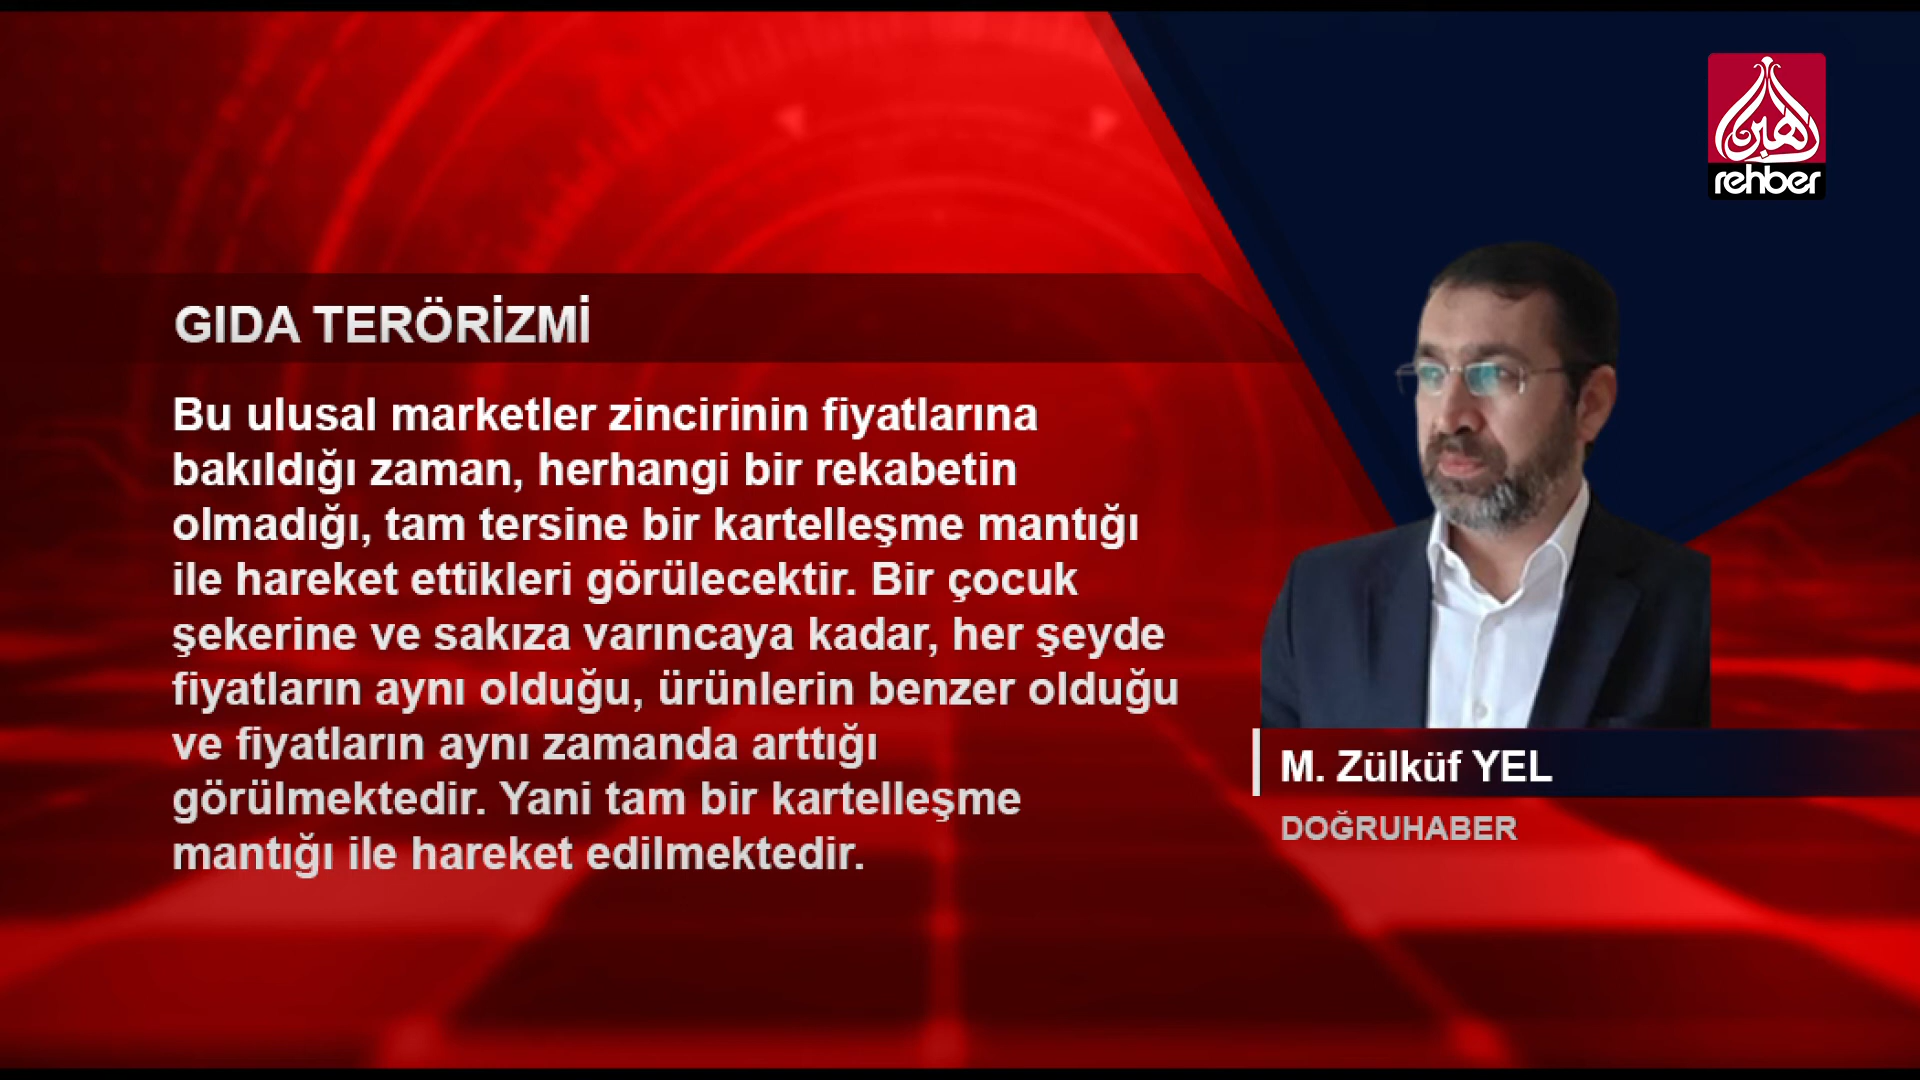 رهبر
rehber
GIDA TERÖRİZMİ
Bu ulusal marketler zincirinin fiyatlarına
bakıldığı zaman, herhangi bir rekabetin
olmadığı, tam tersine bir kartelleşme mantığı
ile hareket ettikleri görülecektir. Bir çocuk
şekerine ve sakıza varıncaya kadar, her şeyde
fiyatların aynı olduğu, ürünlerin benzer olduğu
ve fiyatların aynı zamanda arttığı
görülmektedir. Yani tam bir kartelleşme
mantığı ile hareket edilmektedir.
M. Zülküf YEL
DOĞRUHABER